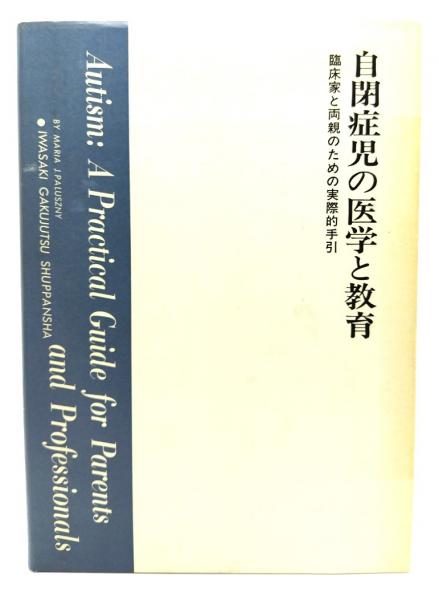 自閉症児の医学と教育
臨床家と両親のための実際的手引
Autism: A Practical Guide for Parents
and Professionals
BY MARIA J. PALUSZNY
● IWASAKI GAKUJUTSU SHUPPANSHA